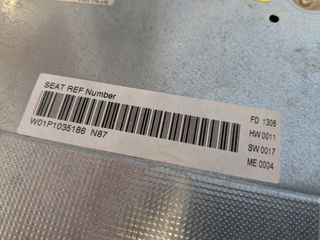 SEAT REF Number
W01P1035186 N87
FD 1306
HW 0011
SW 0017
ME 0004